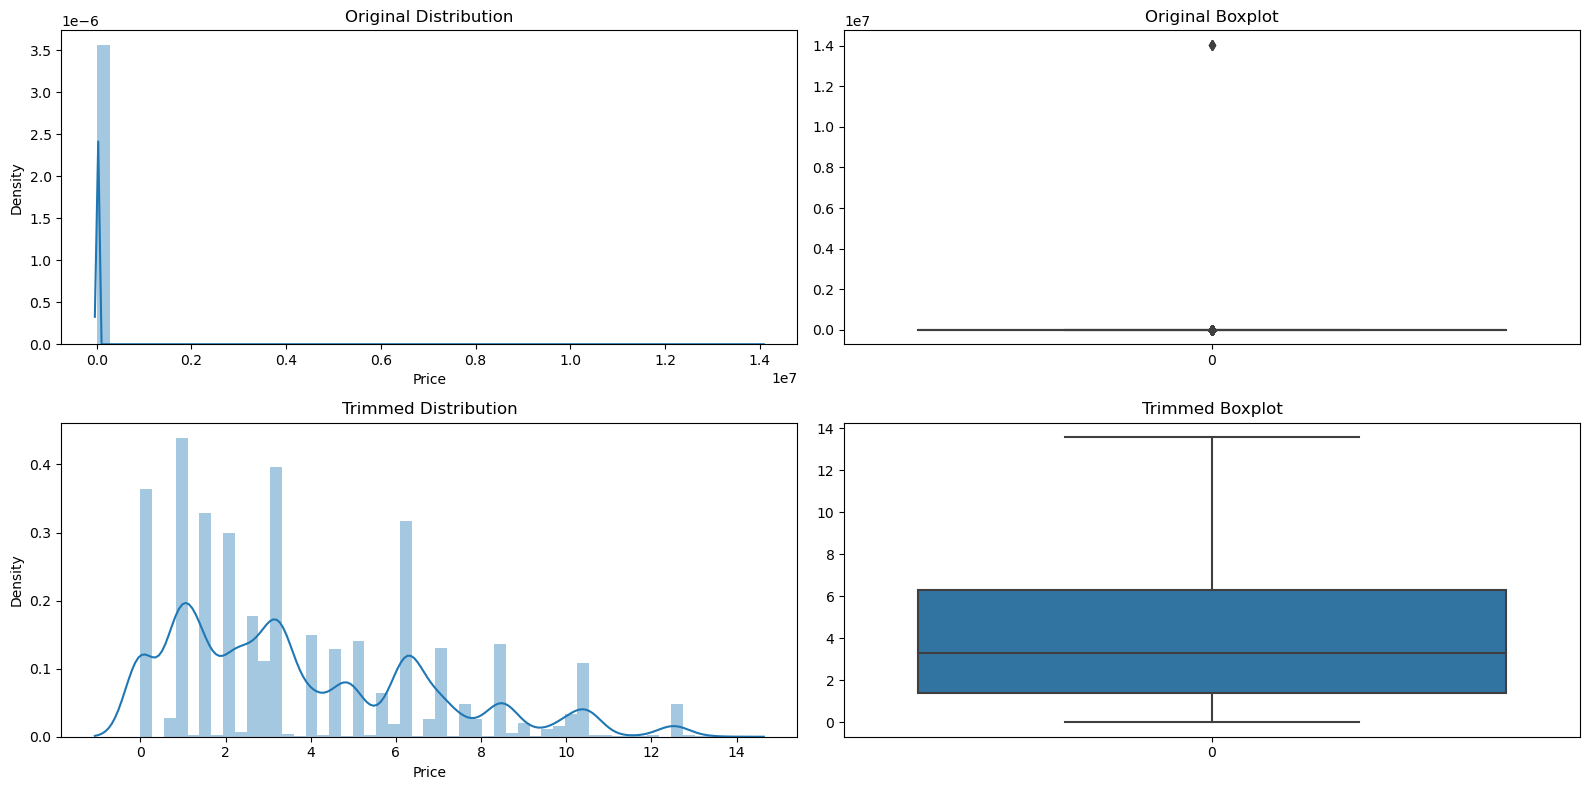 Original Distribution
1e−6
3.5
3.0
2.5
2.0
1.5
1.0
0.5
0.0
Density
0.0 0.2 0.4 0.6 0.8 1.0 1.2 1.4
1e7
Price
Original Boxplot
1e7
1.4
1.2
1.0
0.8
0.6
0.4
0.2
0.0
0
Trimmed Distribution
0.4
0.3
0.2
0.1
0.0
Density
0 2 4 6 8 10 12 14
Price
Trimmed Boxplot
14
12
10
8
6
4
2
0
0